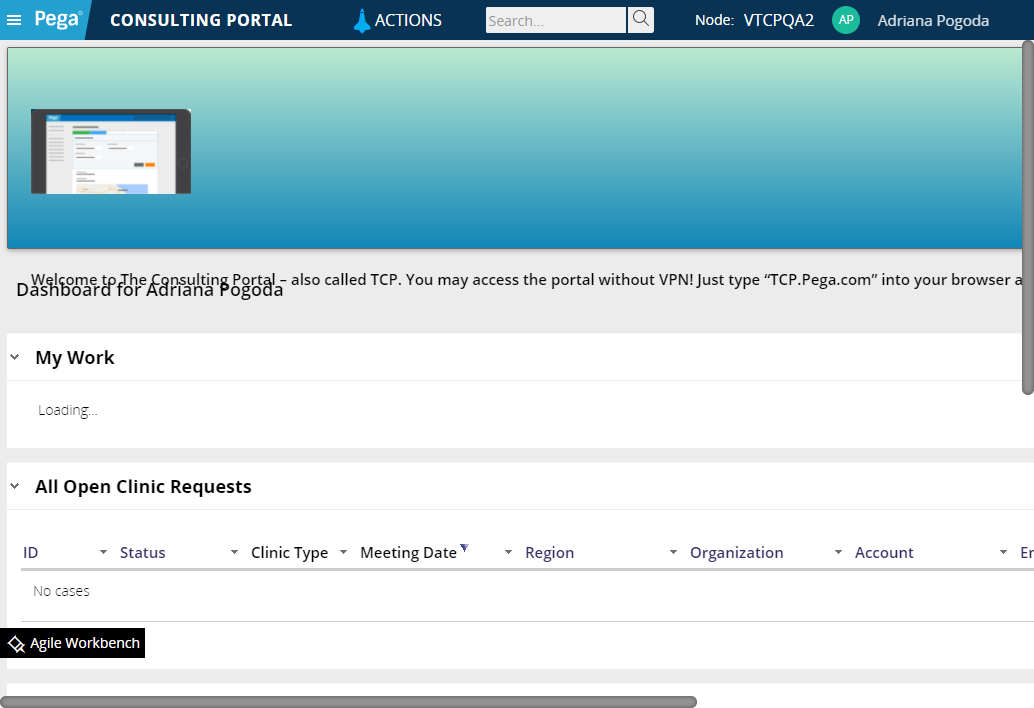 Pega CONSULTING PORTAL ACTIONS Search... Node: VTCPQA2 AP Adriana Pogoda
Welcome to The Consulting Portal – also called TCP. You may access the portal without VPN! Just type “TCP.Pega.com” into your browser a
Dashboard for Adriana Pogoda
My Work
Loading...
All Open Clinic Requests
ID Status Clinic Type Meeting Date Region Organization Account En
No cases
Agile Workbench